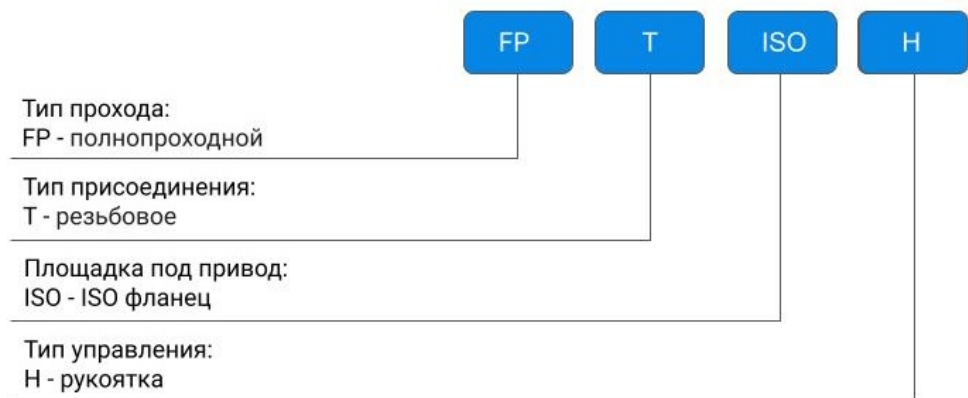 FP T ISO H
Тип прохода:
FP - полнопроходной
Тип присоединения:
T - резьбовое
Площадка под привод:
ISO - ISO фланец
Тип управления:
H - рукоятка